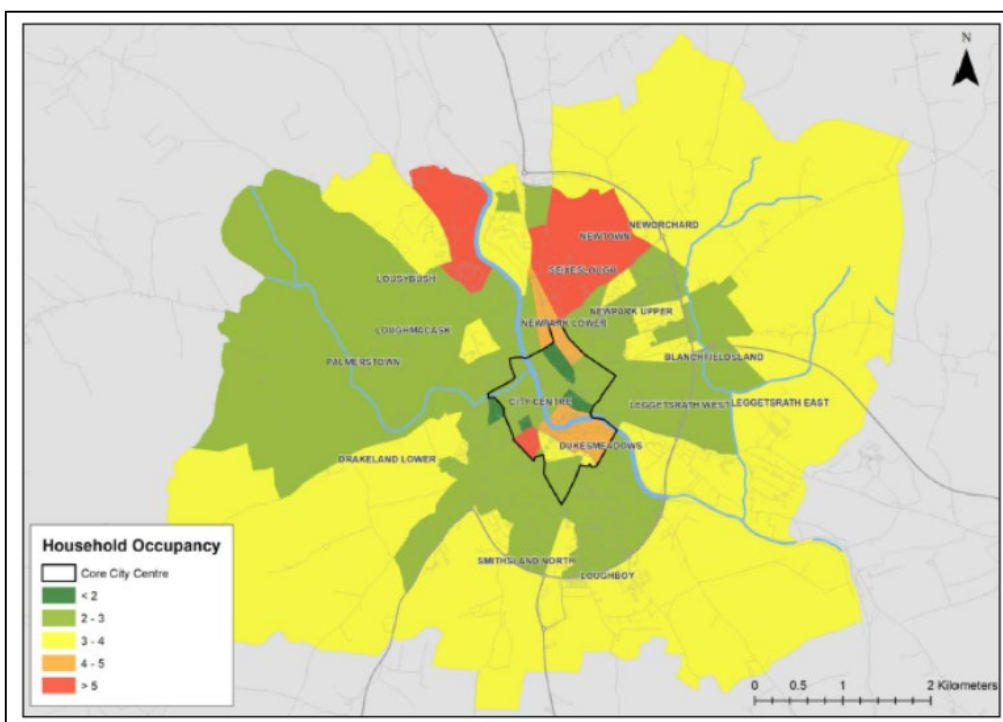 N
NEWORCHARD
NEWTOWN
SEIXESLOUGH
LOUSYBUSH
NEWPARK UPPER
NEWPARK LOWER
LOUGHMACASK
BLANCHFIELDSLAND
PALMERSTOWN
CITY CENTRE
LEGGETSRATH WEST
LEGGETSRATH EAST
DUKESMEADOWS
DRAKELAND LOWER
SMITHSLAND NORTH
LOUGHBOY
Household Occupancy
Core City Centre
< 2
2 - 3
3 - 4
4 - 5
> 5
0 0.5 1 2 Kilometers